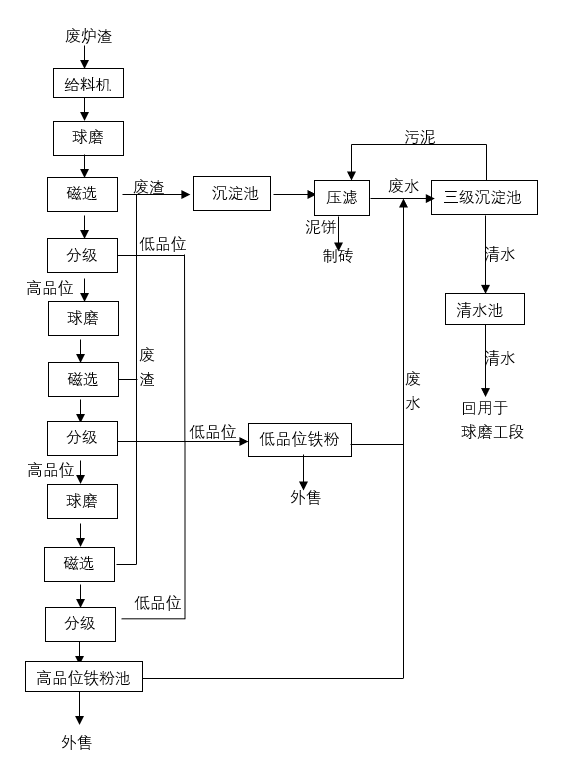 废炉渣
给料机
球磨
污泥
磁选
废渣
沉淀池
压滤
废水
三级沉淀池
泥饼
制砖
分级
低品位
清水
高品位
球磨
清水池
磁选
废
渣
清水
废
水
回用于
球磨工段
分级
低品位
低品位铁粉
高品位
外售
球磨
磁选
低品位
分级
高品位铁粉池
外售